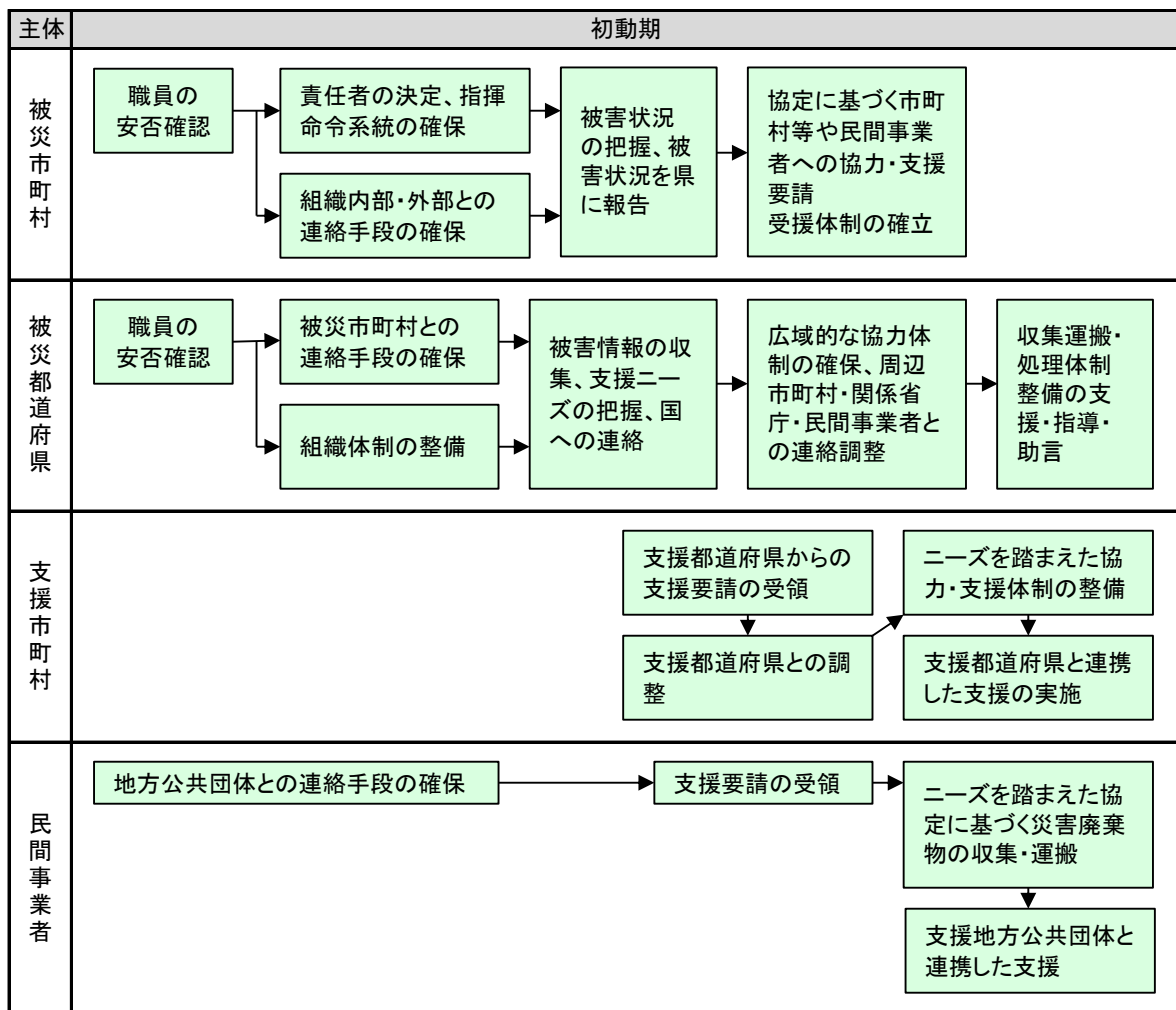 主体
初動期
被災市町村
職員の
安否確認
責任者の決定、指揮
命令系統の確保
組織内部・外部との
連絡手段の確保
被害状況
の把握、被
害状況を県
に報告
協定に基づく市町
村等や民間事業
者への協力・支援
要請
受援体制の確立
被災都道府県
職員の
安否確認
被災市町村との
連絡手段の確保
組織体制の整備
被害情報の収
集、支援ニー
ズの把握、国
への連絡
広域的な協力体
制の確保、周辺
市町村・関係省
庁・民間事業者と
の連絡調整
収集運搬・
処理体制
整備の支
援・指導・
助言
支援市町村
支援都道府県からの
支援要請の受領
支援都道府県との調
整
ニーズを踏まえた協
力・支援体制の整備
支援都道府県と連携
した支援の実施
民間事業者
地方公共団体との連絡手段の確保
支援要請の受領
ニーズを踏まえた協
定に基づく災害廃棄
物の収集・運搬
支援地方公共団体と
連携した支援